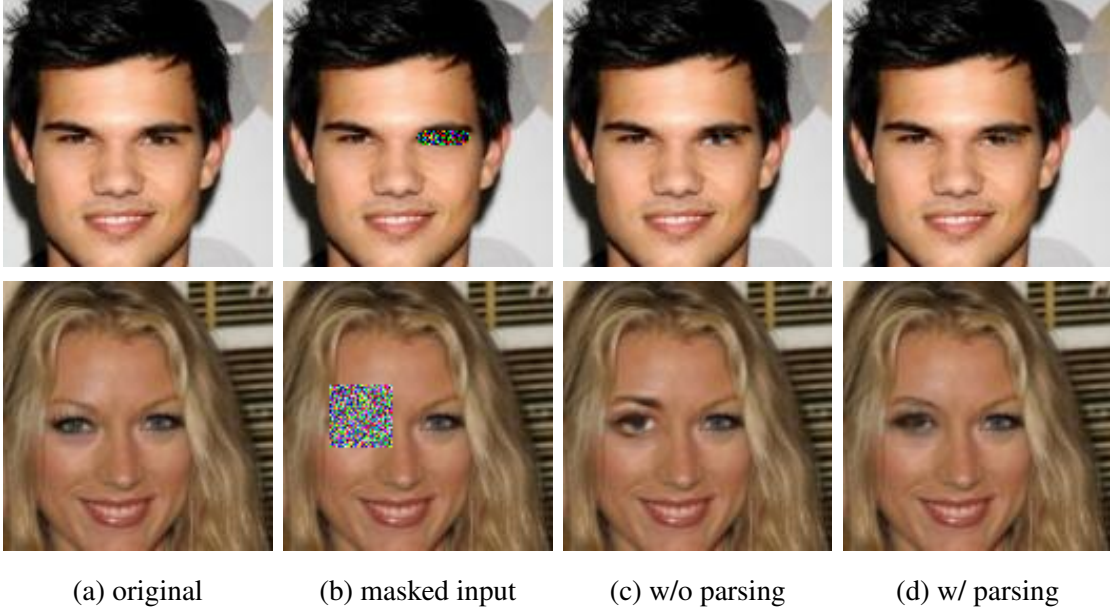 (a) original
(b) masked input
(c) w/o parsing
(d) w/ parsing